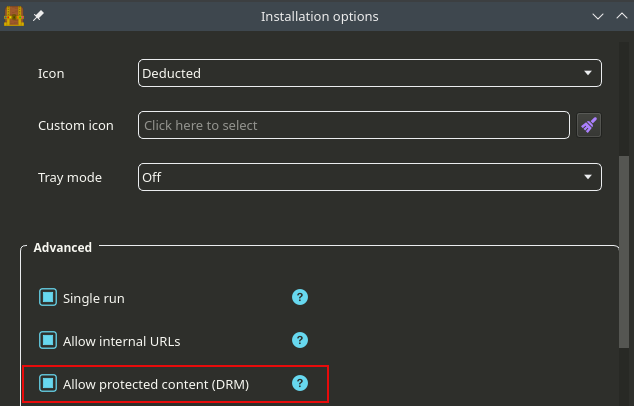 Installation options
Icon
Deducted
Custom icon
Click here to select
Tray mode
Off
Advanced
Single run
?
Allow internal URLs
?
Allow protected content (DRM)
?